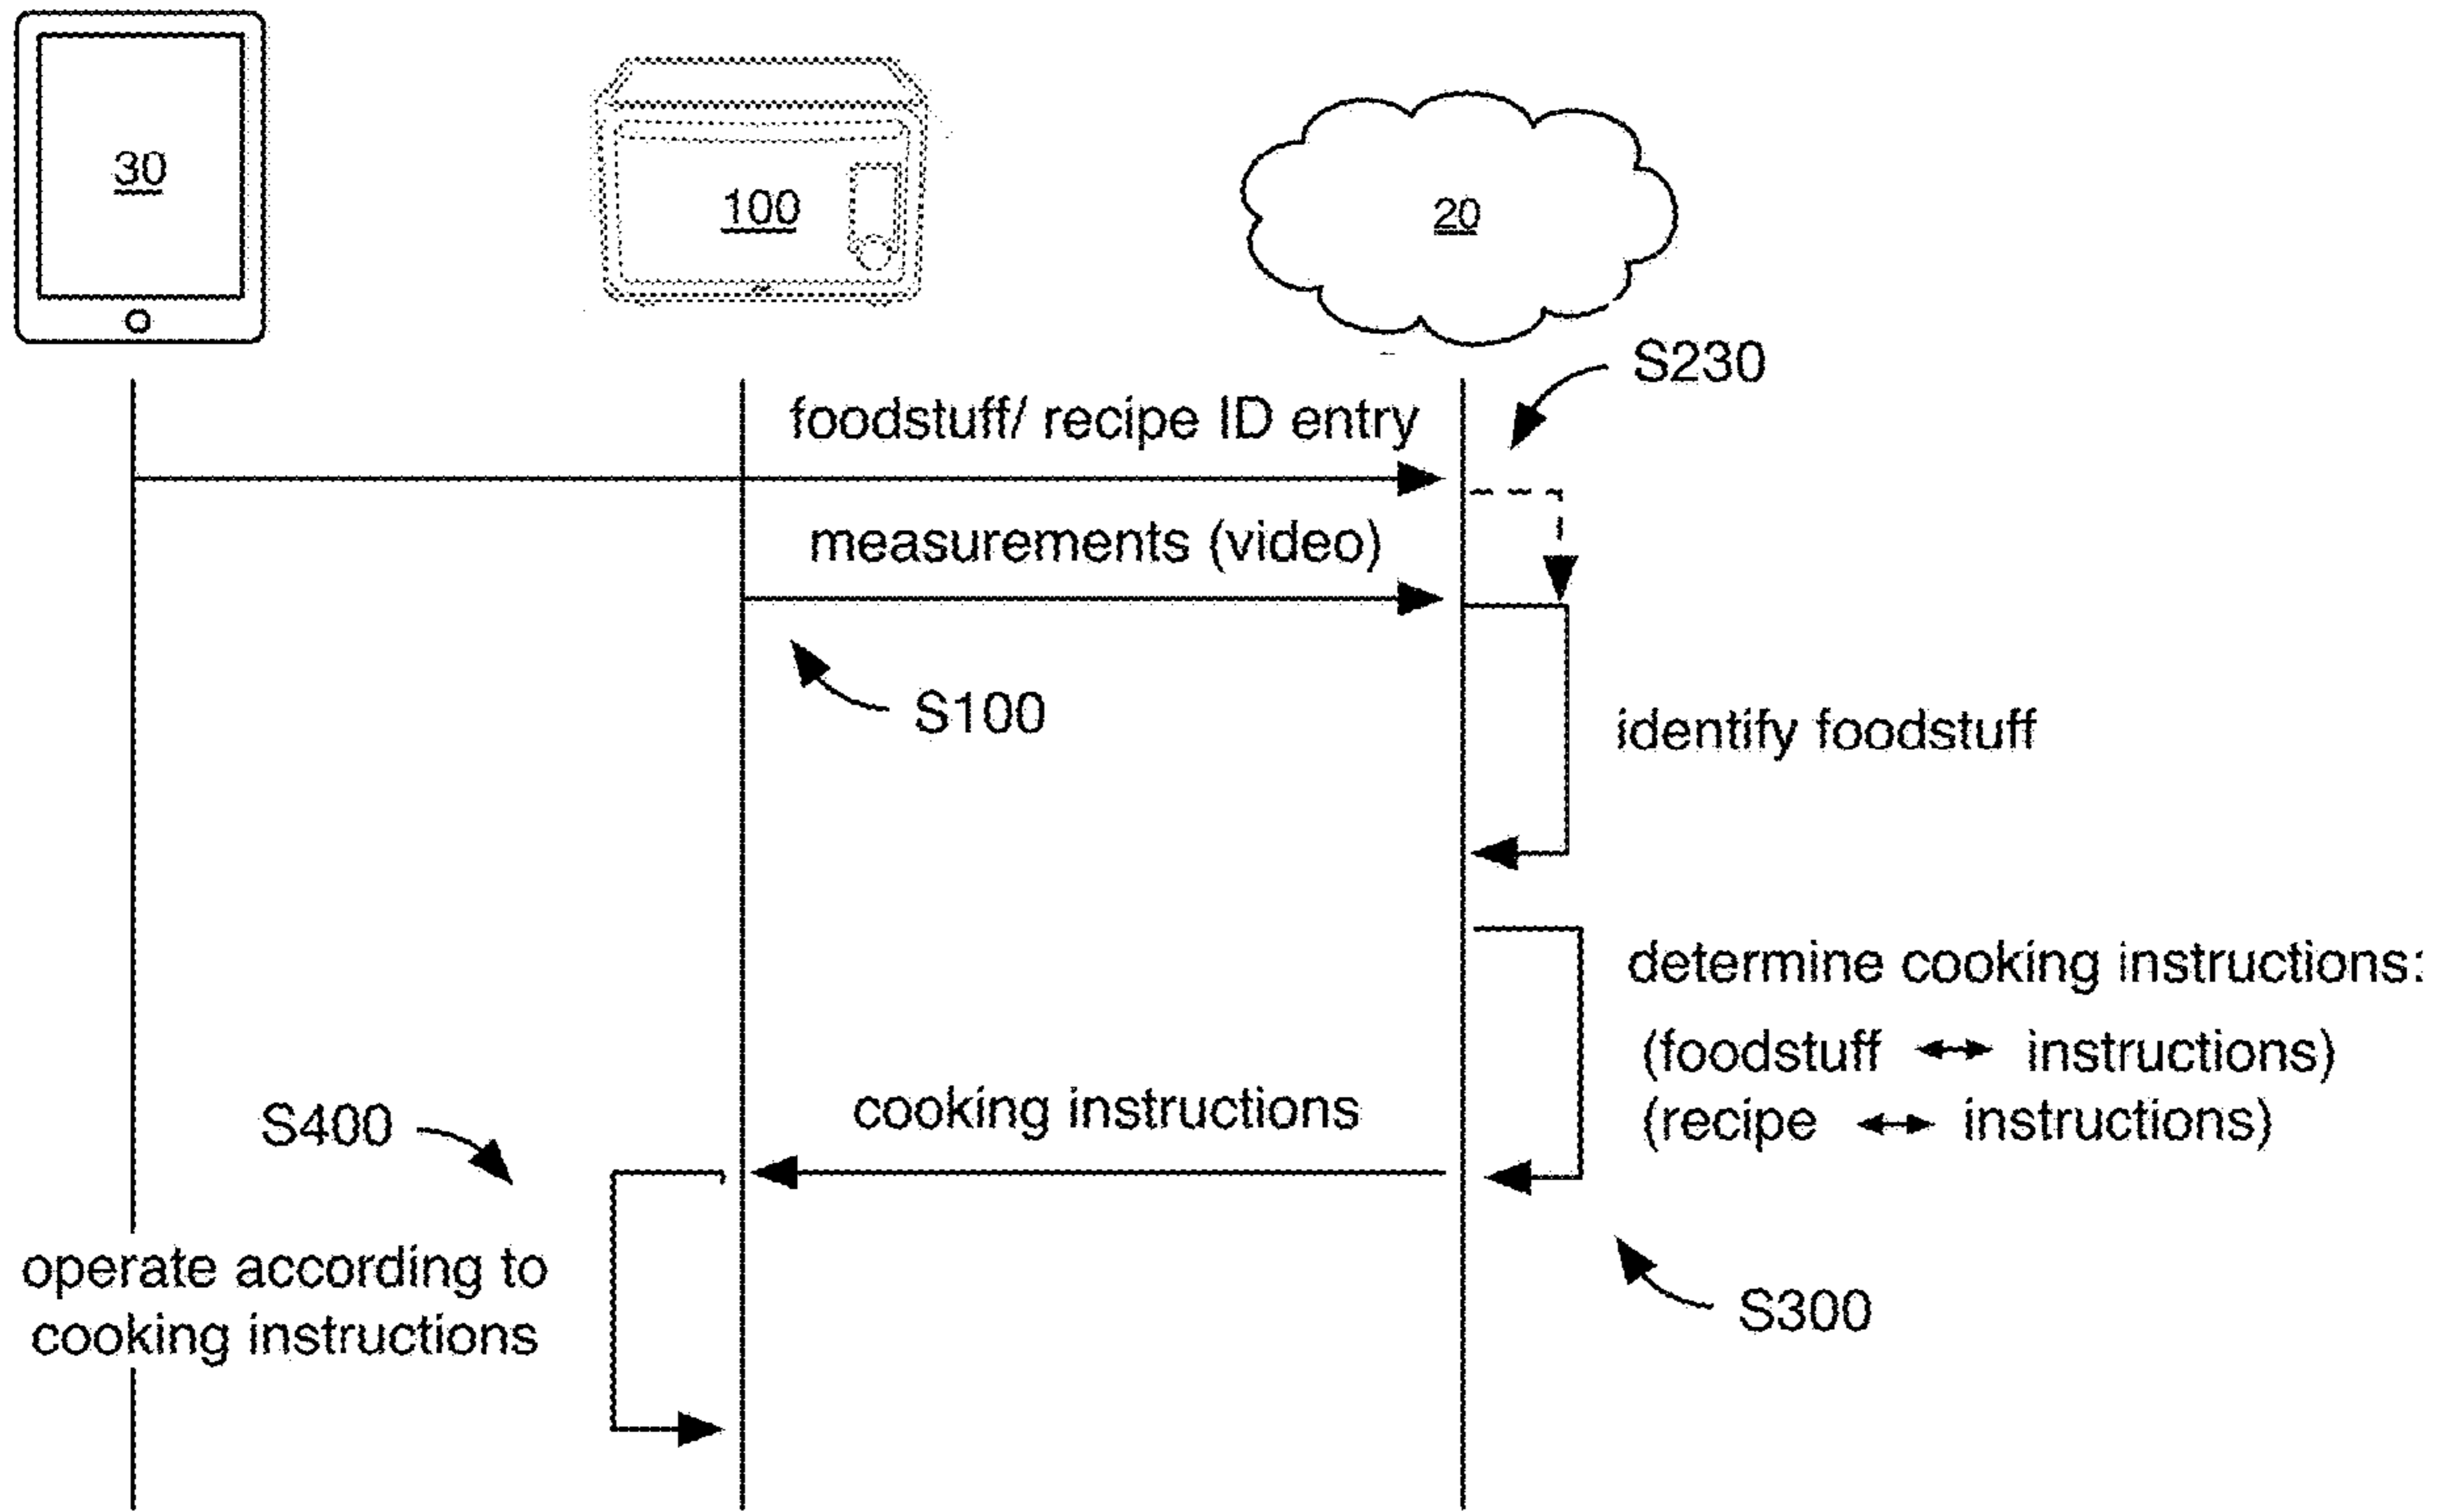 30
100
20
S230
foodstuff/ recipe ID entry
measurements (video)
S100
identify foodstuff
determine cooking instructions:
(foodstuff ↔ instructions)
(recipe ↔ instructions)
cooking instructions
S400
operate according to
cooking instructions
S300